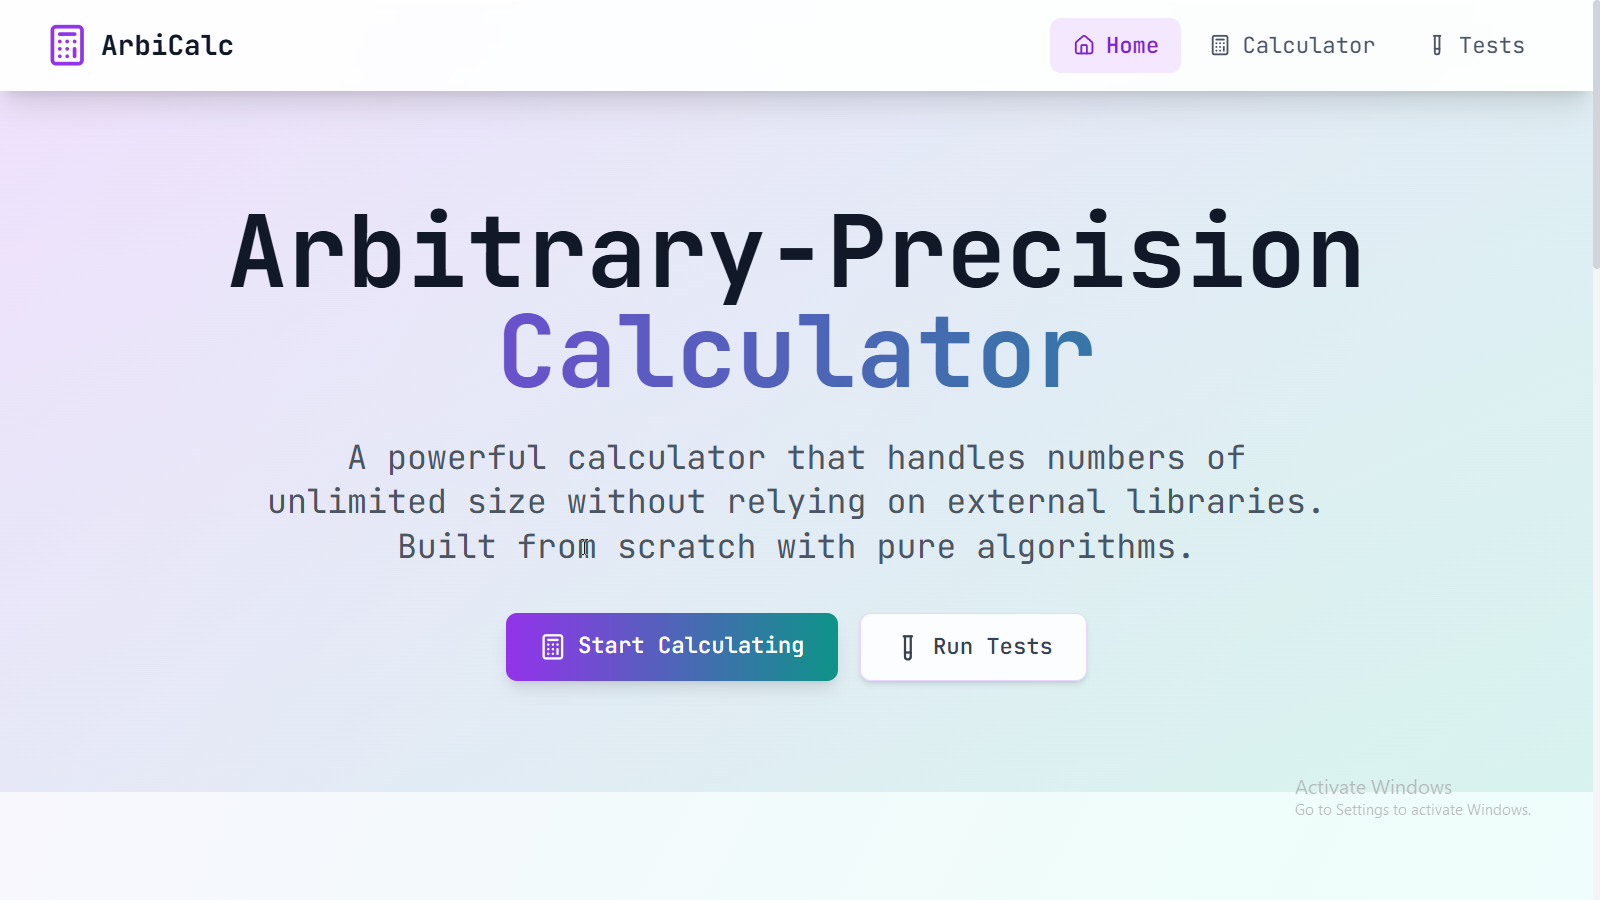 ArbiCalc
Home
Calculator
Tests
Arbitrary-Precision
Calculator
A powerful calculator that handles numbers of
unlimited size without relying on external libraries.
Built from scratch with pure algorithms.
Start Calculating
Run Tests
Activate Windows
Go to Settings to activate Windows.